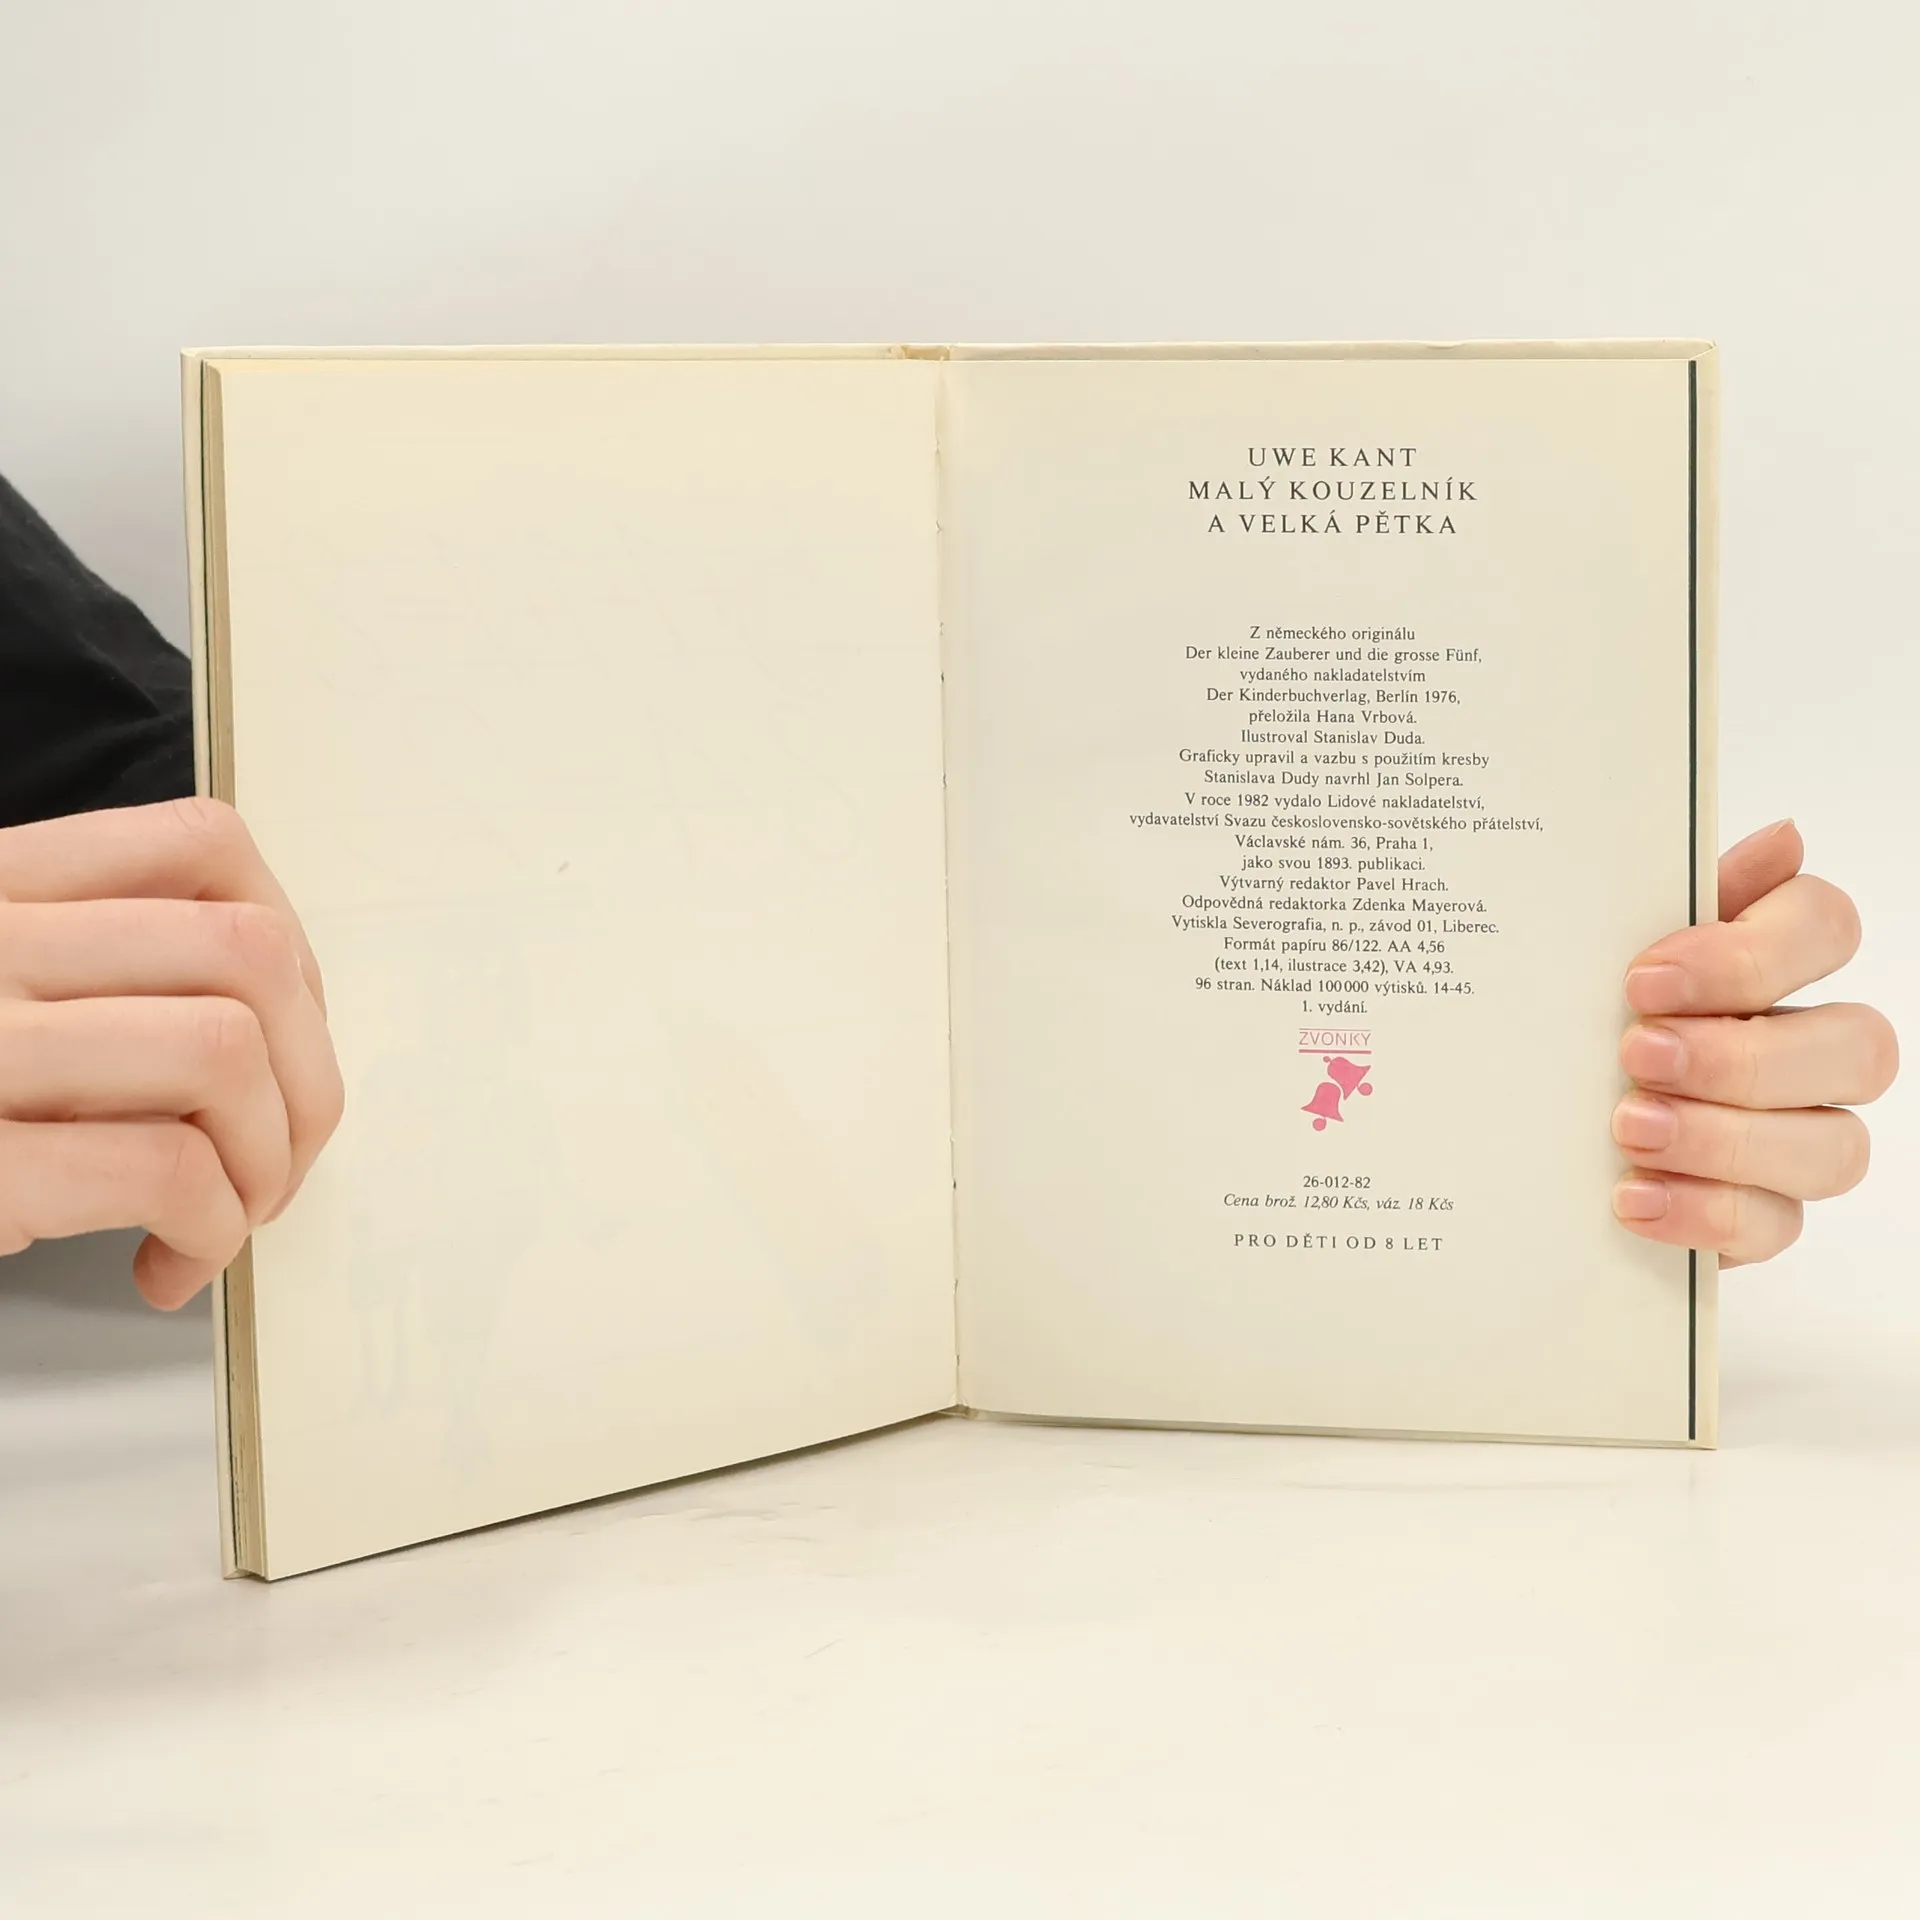 UWE KANT
MALÝ KOUZELNÍK
A VELKÁ PĚTKA
Z německého originálu
Der kleine Zauberer und die grosse Fünf,
vydaného nakladatelstvím
Der Kinderbuchverlag, Berlín 1976,
přeložila Hana Vrbová.
Ilustroval Stanislav Duda.
Graficky upravil a vazbu s použitím kresby
Stanislava Dudy navrhl Jan Solpera.
V roce 1982 vydalo Lidové nakladatelství,
vydavatelství Svazu československo-sovětského přátelství,
Václavské nám. 36, Praha 1,
jako svou 1893. publikaci.
Výtvarný redaktor Pavel Hrach.
Odpovědná redaktorka Zdenka Mayerová.
Vytiskla Severografia, n. p., závod 01, Liberec.
Formát papíru 86/122. AA 4,56
(text 1,14, ilustrace 3,42), VA 4,93.
96 stran. Náklad 100 000 výtisků. 14-45.
1. vydání.
ZVONKY
26-012-82
Cena brož. 12,80 Kčs, váz. 18 Kčs
PRO DĚTI OD 8 LET